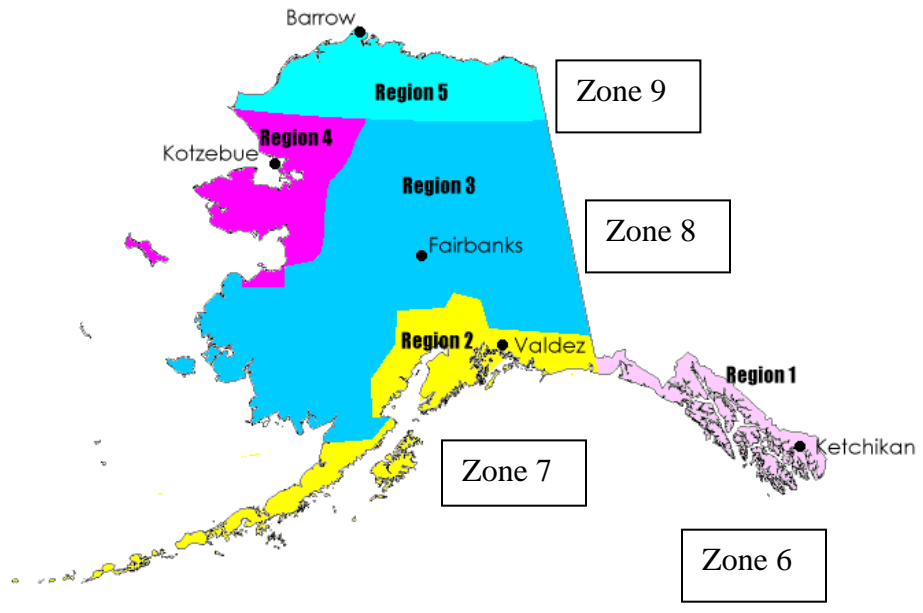 Barrow
Region 5
Zone 9
Region 4
Kotzebue
Region 3
Zone 8
Fairbanks
Region 2
Valdez
Region 1
Ketchikan
Zone 7
Zone 6